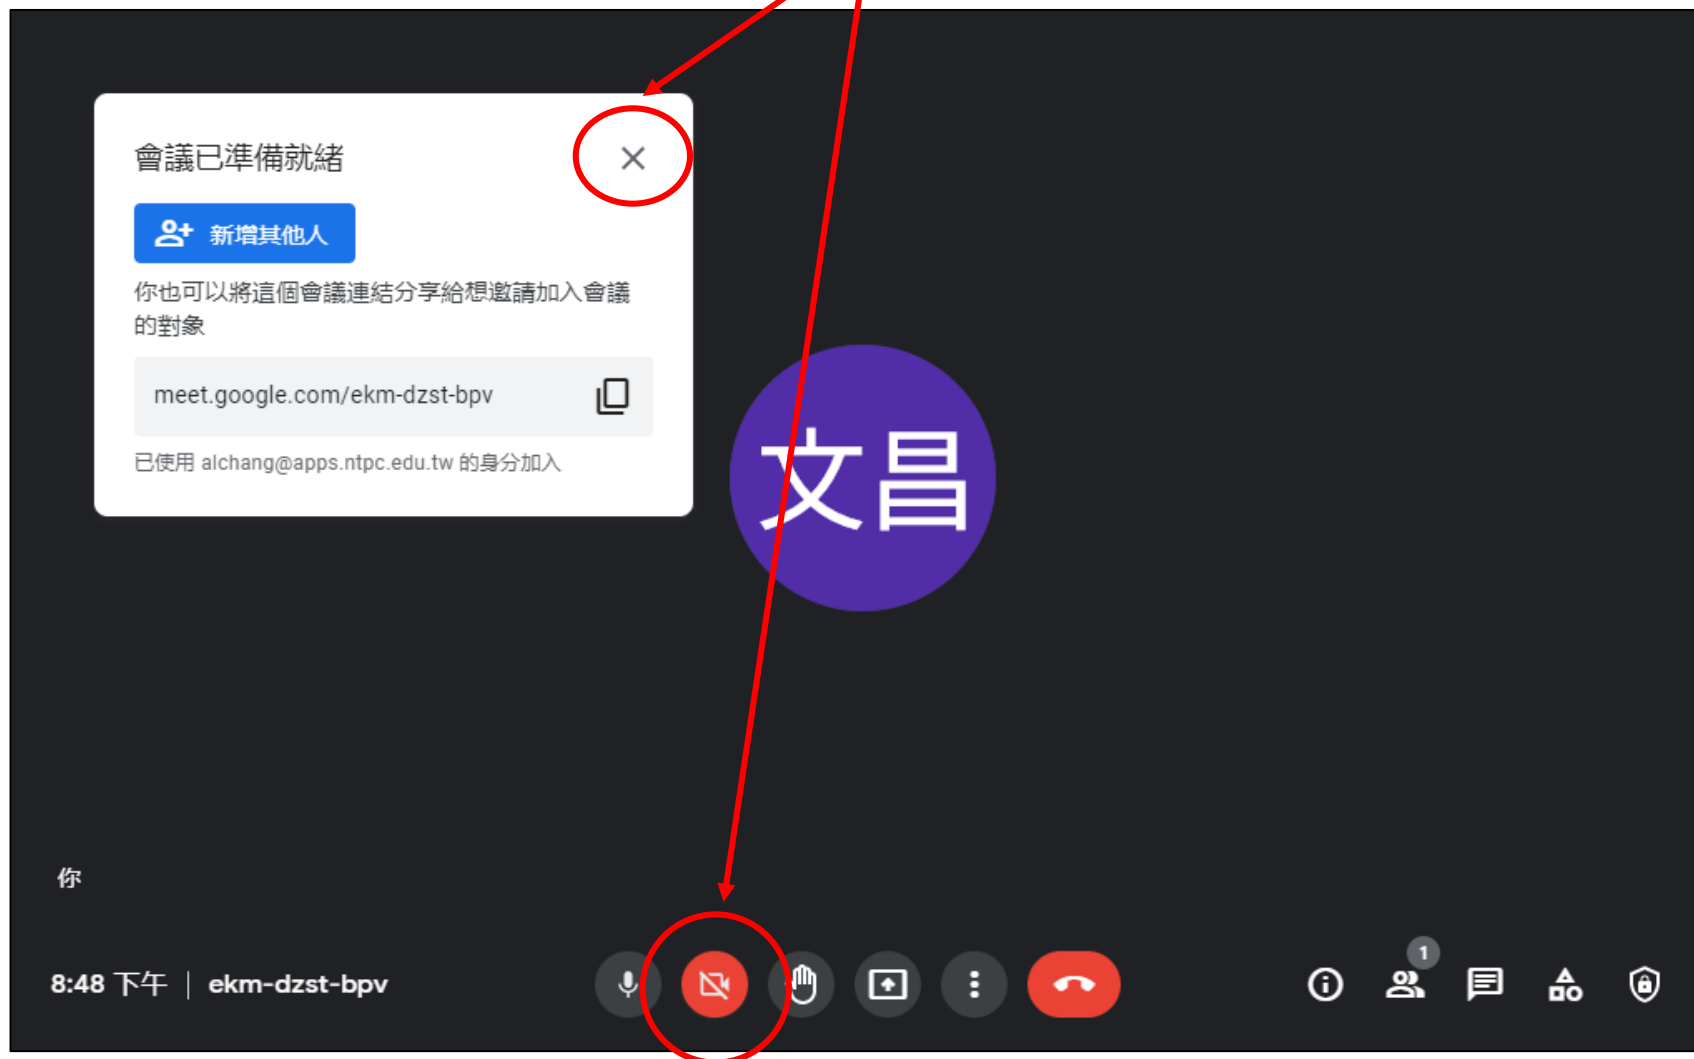 會議已準備就緒
新增其他人
你也可以將這個會議連結分享給想邀請加入會議
的對象
meet.google.com/ekm-dzst-bpv
已使用 alchang@apps.ntpc.edu.tw 的身分加入
文昌
你
8:48 下午 | ekm-dzst-bpv
1